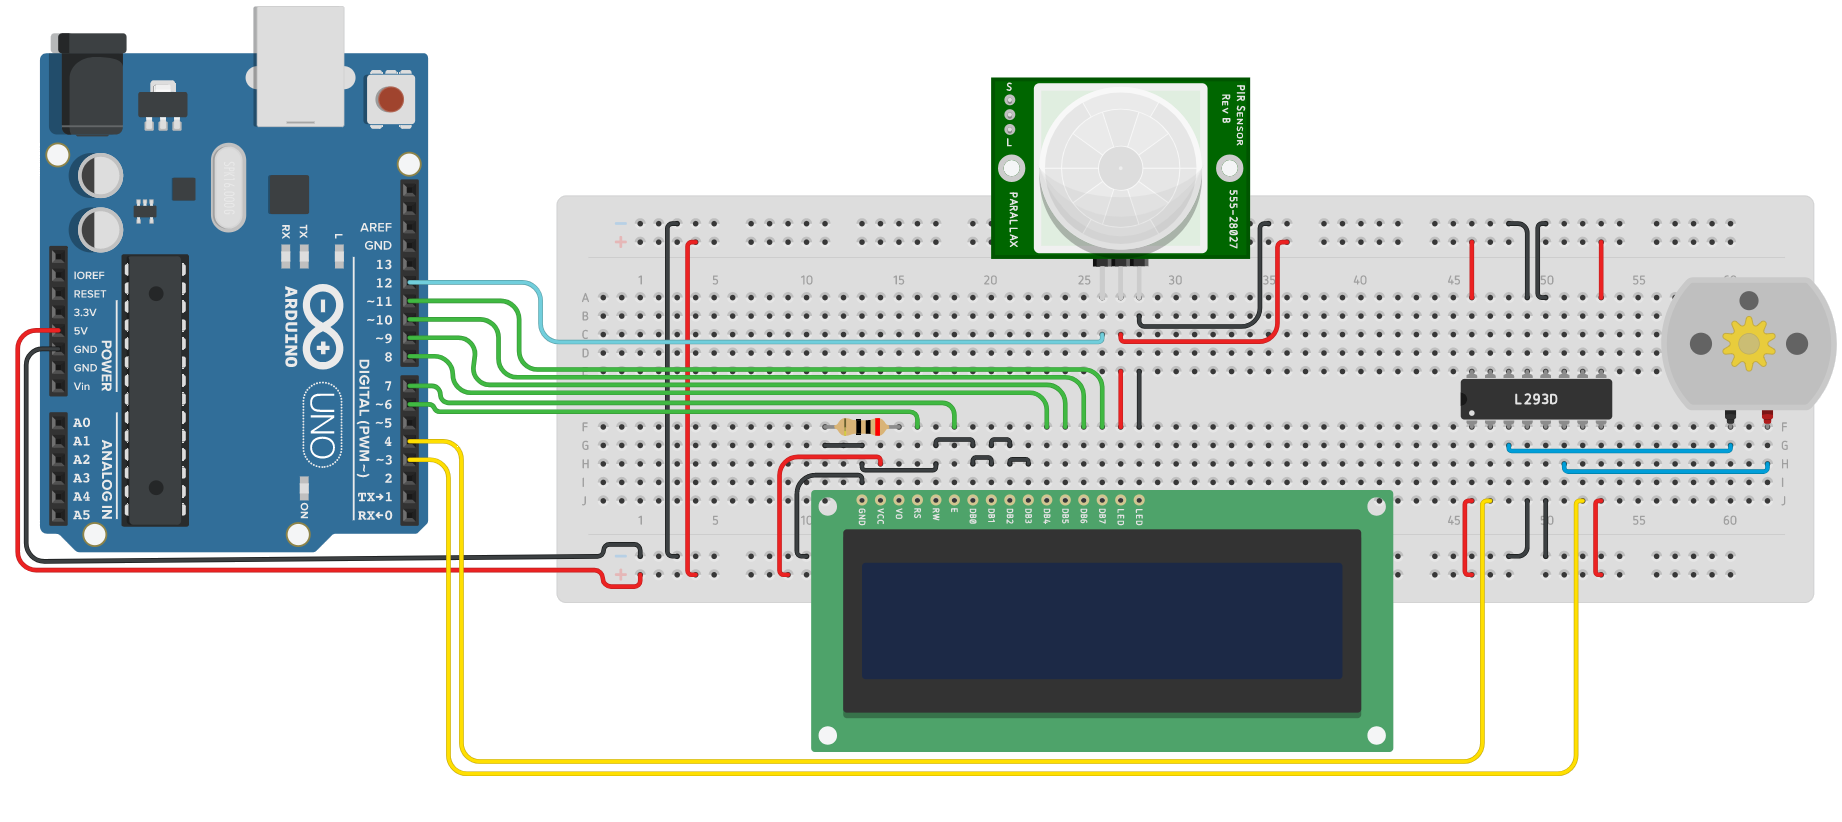 RX
TX
L
ARDUINO
UNO
ON
IOREF
RESET
3.3V
5V
GND
GND
Vin
POWER
A0
A1
A2
A3
A4
A5
ANALOG IN
AREF
GND
13
12
~11
~10
~9
8
7
~6
~5
4
~3
2
TX→1
RX←0
DIGITAL (PWM~)
S
L
PARALLAX
PIR SENSOR
REV B
555-28027
−
+
1
5
15
20
25
30
35
40
45
50
55
60
A
B
C
D
F
G
H
I
J
F
G
H
I
J
L293D
GND
VCC
VO
RS
RW
E
DB0
DB1
DB2
DB3
DB4
DB5
DB6
DB7
LED
LED
1
5
10
45
50
55
60
−
+